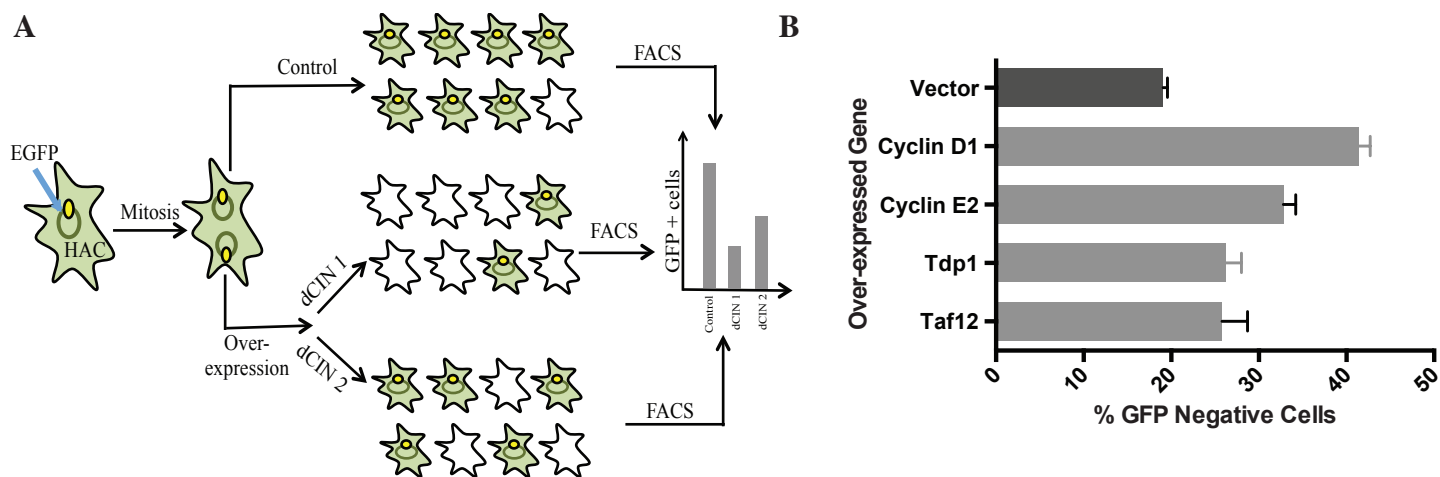 A
EGFP
HAC
Mitosis
Control
Over-
expression
dCIN 1
dCIN 2
FACS
FACS
FACS
GFP + cells
Control
dCIN 1
dCIN 2
B
Over-expressed Gene
Vector
Cyclin D1
Cyclin E2
Tdp1
Taf12
0
10
20
30
40
50
% GFP Negative Cells